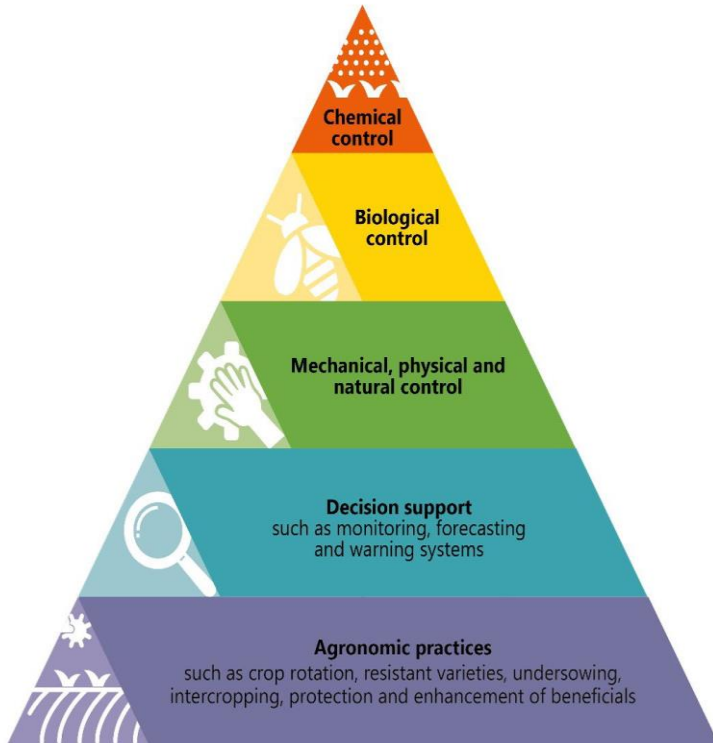 Chemical
control
Biological
control
Mechanical, physical and
natural control
Decision support
such as monitoring, forecasting
and warning systems
Agronomic practices
such as crop rotation, resistant varieties, undersowing,
intercropping, protection and enhancement of beneficials